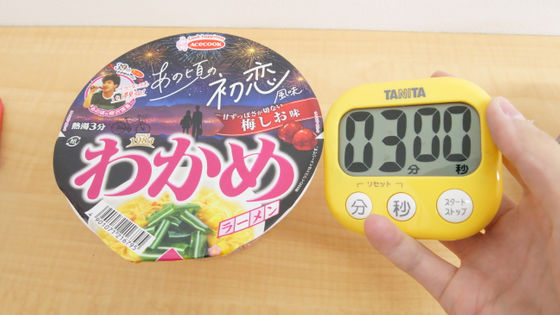 Acecook
あの頃の、初恋風味
甘ずっぱさが切ない
梅しお味
熱湯3分
わかめ
ラーメン
TANITA
03 00
分 秒
リセット
分 秒
スタート
ストップ